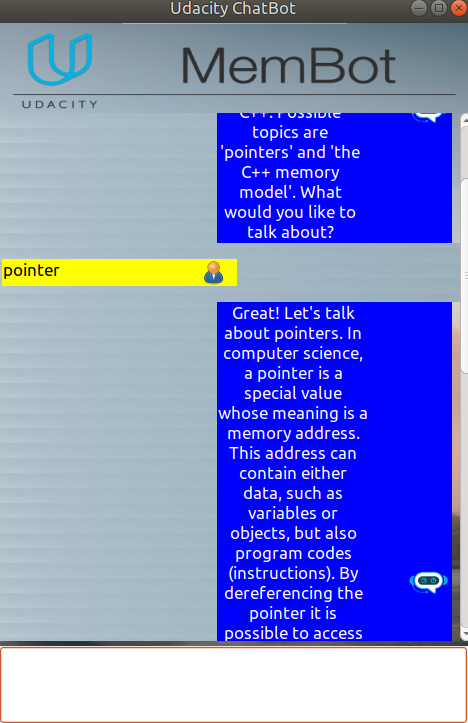 Udacity ChatBot
UDACITY
MemBot
C++. Possible
topics are
'pointers' and 'the
C++ memory
model'. What
would you like to
talk about?
pointer
Great! Let's talk
about pointers. In
computer science,
a pointer is a
special value
whose meaning is a
memory address.
This address can
contain either
data, such as
variables or
objects, but also
program codes
(instructions). By
dereferencing the
pointer it is
possible to access